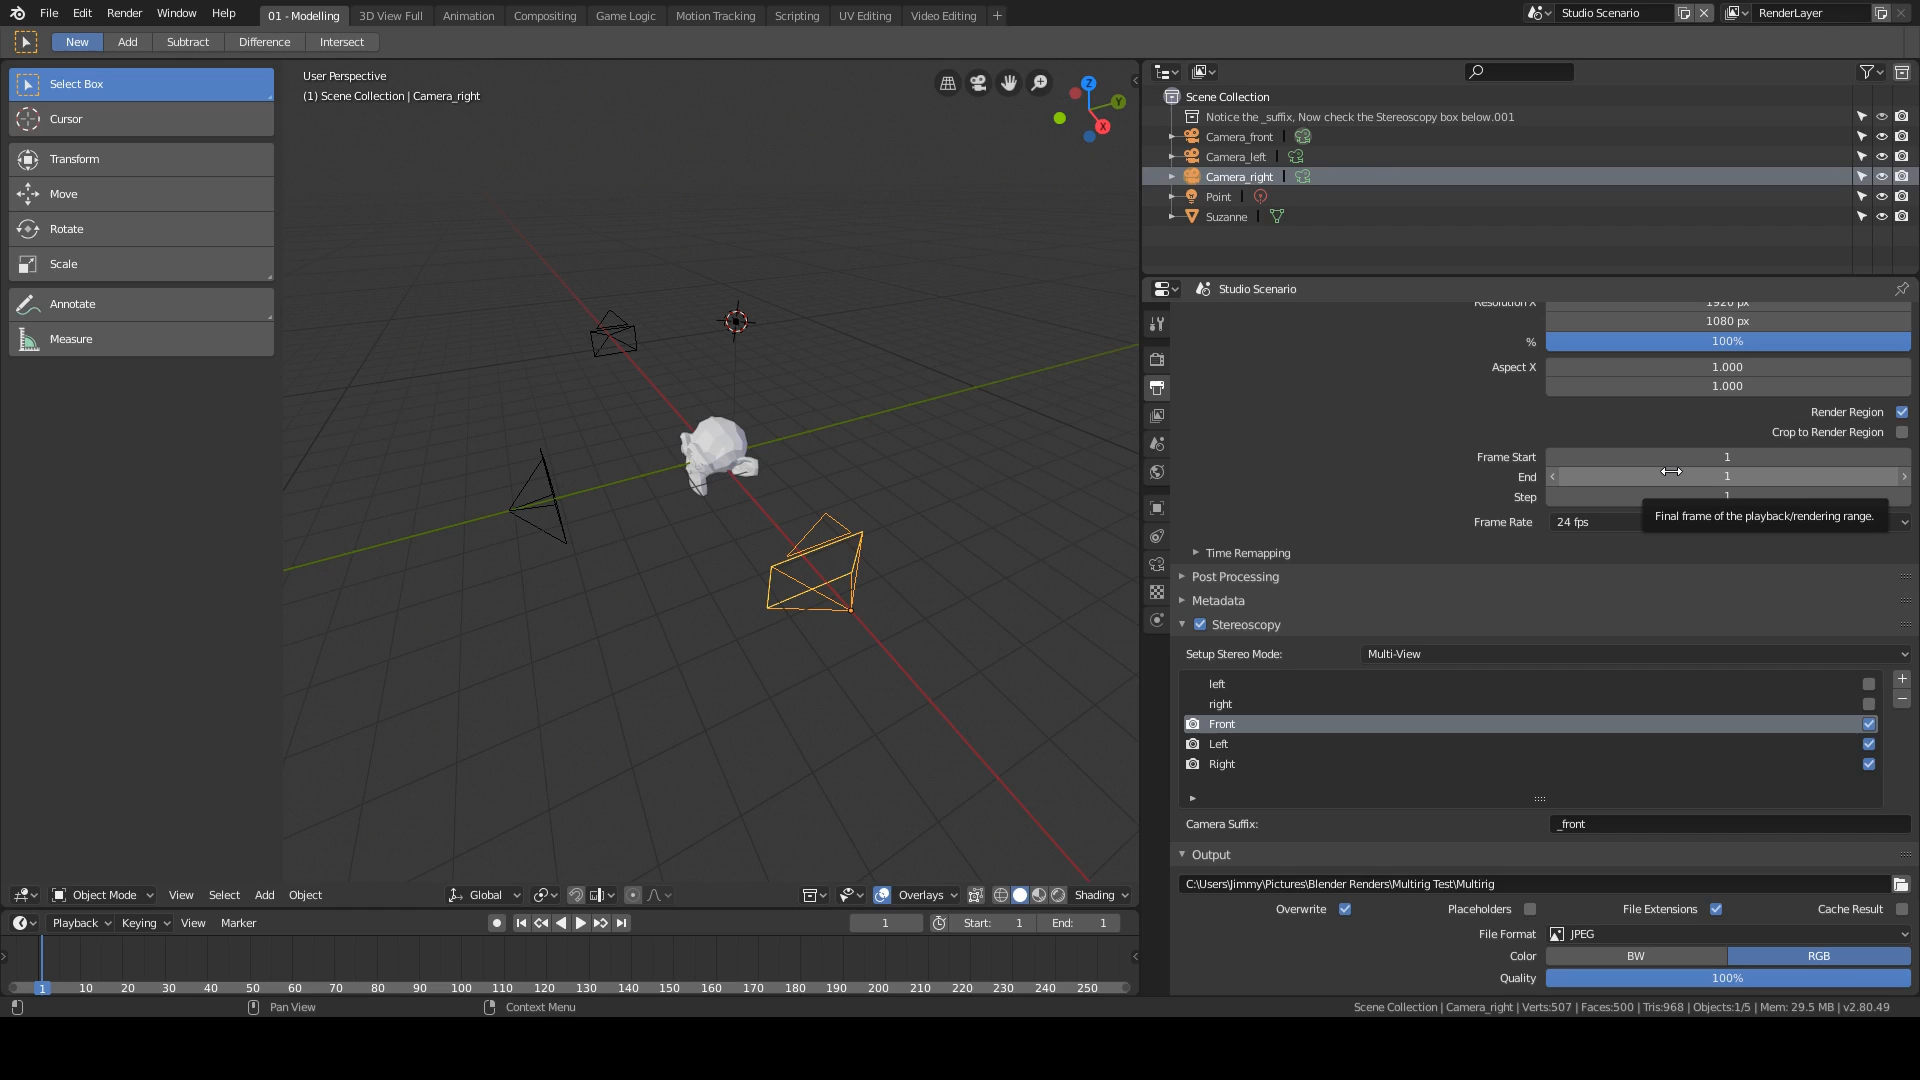 File Edit Render Window Help 01 - Modelling 3D View Full Animation Compositing Game Logic Motion Tracking Scripting UV Editing Video Editing + Studio Scenario RenderLayer
New Add Subtract Difference Intersect
Select Box
Cursor
Transform
Move
Rotate
Scale
Annotate
Measure
User Perspective
(1) Scene Collection | Camera_right
Z
Y
X
Scene Collection
Notice the _suffix, Now check the Stereoscopy box below.001
Camera_front
Camera_left
Camera_right
Point
Suzanne
Studio Scenario
Resolution X 1920 px
1080 px
% 100%
Aspect X 1.000
1.000
Render Region
Crop to Render Region
Frame Start 1
End 1
Step 1
Final frame of the playback/rendering range.
Frame Rate 24 fps
Time Remapping
Post Processing
Metadata
Stereoscopy
Setup Stereo Mode: Multi-View
left
right
Front
Left
Right
Camera Suffix: _front
Output
C:\Users\Jimmy\Pictures\Blender Renders\Multirig Test\Multirig
Overwrite Placeholders File Extensions Cache Result
File Format JPEG
Color BW RGB
Quality 100%
Object Mode View Select Add Object Global Overlays Shading
Playback Keying View Marker 1 Start: 1 End: 1
1 10 20 30 40 50 60 70 80 90 100 110 120 130 140 150 160 170 180 190 200 210 220 230 240 250
Pan View Context Menu Scene Collection | Camera_right | Verts:507 | Faces:500 | Tris:968 | Objects:1/5 | Mem: 29.5 MB | v2.80.49